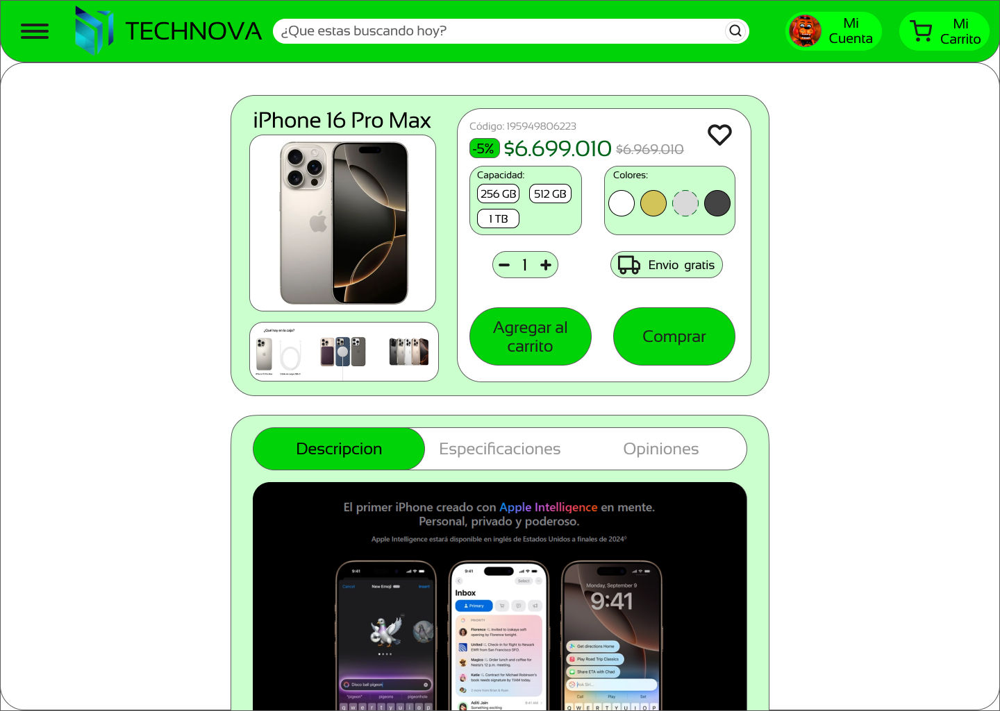 TECHNOVA
¿Que estas buscando hoy?
Mi
Cuenta
Mi
Carrito
iPhone 16 Pro Max
Código: 195949806223
-5% $6.699.010 $6.969.010
Capacidad:
256 GB 512 GB
1 TB
Colores:
1
Envio gratis
Agregar al
carrito
Comprar
¿Qué hay en la caja?
iPhone 16 Pro Max
Descripcion Especificaciones Opiniones
El primer iPhone creado con Apple Intelligence en mente.
Personal, privado y poderoso.
Apple Intelligence estará disponible en inglés de Estados Unidos a finales de 2024◊
9:41
Cancel New Emoji Insert
Disco ball pigeon
"pigeon" pigeons pigeonhole
q w e r t y u i o p
9:41
Select
Inbox
Primary
PRIORITY
Florence Invited to izakaya soft
opening by Florence tonight.
United Check-in for flight to Newark
EWR from San Francisco SFO.
Magico Order lunch and coffee for
Neeta's 12 p.m. meeting.
Katie Contract for Michael Robinson's
book needs signature by 11AM today.
2 more from Brian & Ryan
Aditi Jain 9:41 AM
Something exciting
Monday, September 9
9:41
Get directions Home
Play Road Trip Classics
Share ETA with Chad
Ask Siri...
Call Play Set
Q W E R T Y U I O P